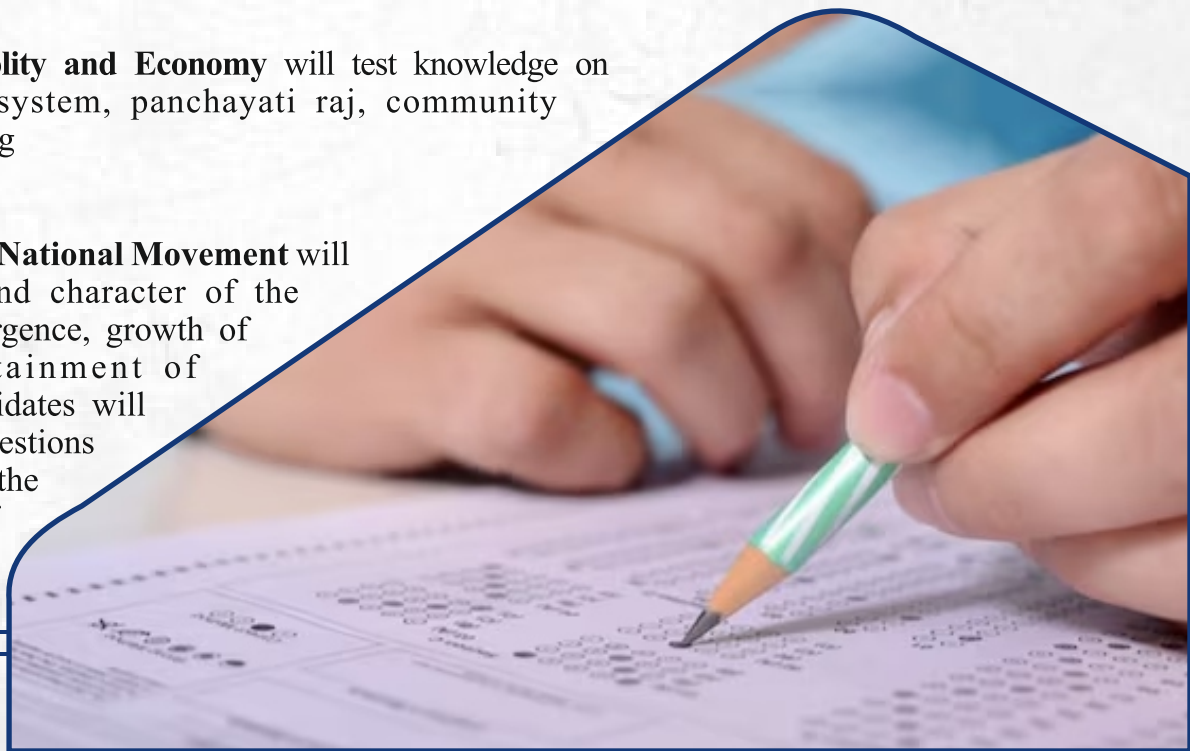 lity and Economy will test knowledge on
system, panchayati raj, community
g
National Movement will
nd character of the
rgence, growth of
tainment of
idates will
estions
the